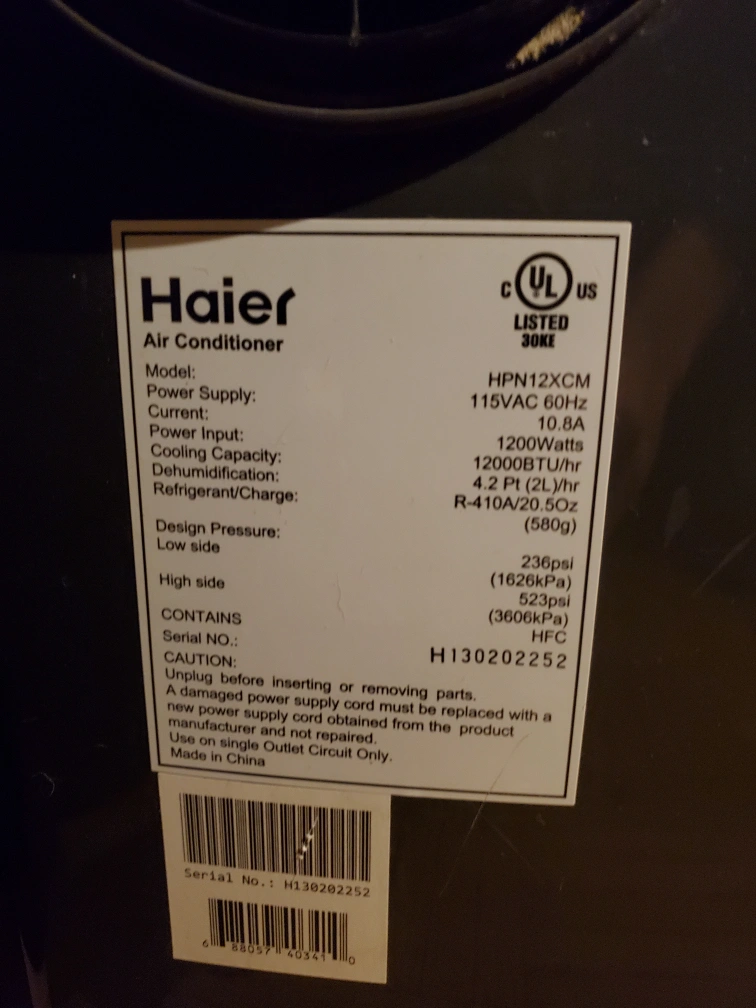 Haier
Air Conditioner
C UL US
LISTED
30KE
Model: HPN12XCM
Power Supply: 115VAC 60Hz
Current: 10.8A
Power Input: 1200Watts
Cooling Capacity: 12000BTU/hr
Dehumidification: 4.2 Pt (2L)/hr
Refrigerant/Charge: R-410A/20.5Oz
(580g)
Design Pressure:
Low side 236psi
(1626kPa)
High side 523psi
(3606kPa)
CONTAINS HFC
Serial NO.: H130202252
CAUTION:
Unplug before inserting or removing parts.
A damaged power supply cord must be replaced with a
new power supply cord obtained from the product
manufacturer and not repaired.
Use on single Outlet Circuit Only.
Made in China
Serial No.: H130202252
6 88057 40341 0